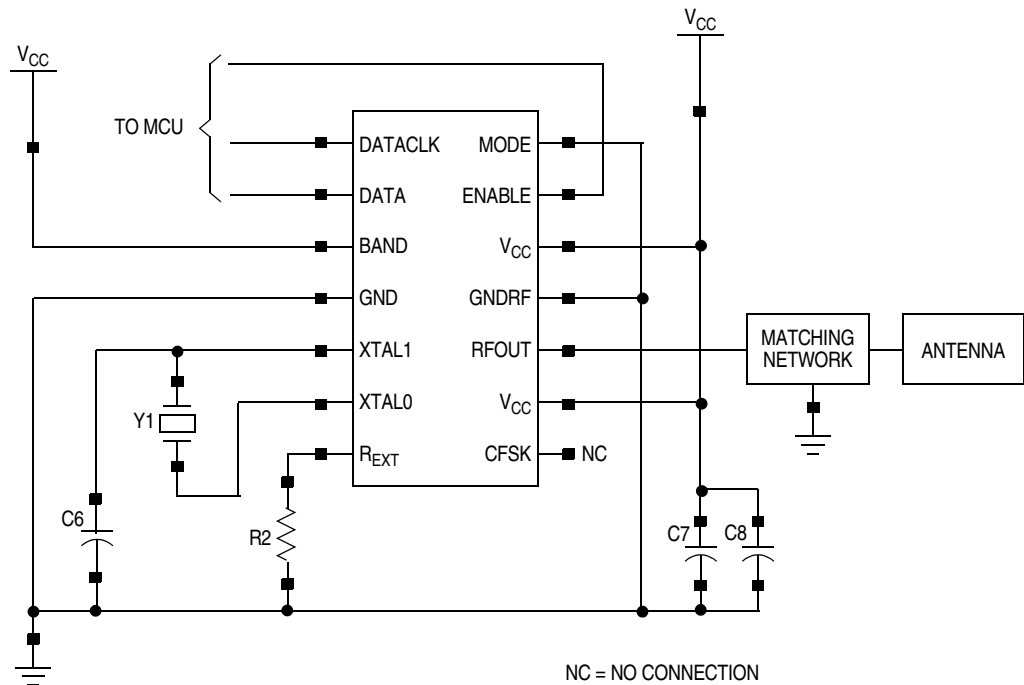 VCC
VCC
TO MCU
DATACLK
MODE
DATA
ENABLE
BAND
VCC
GND
GNDRF
XTAL1
RFOUT
MATCHING
NETWORK
ANTENNA
XTAL0
VCC
Y1
REXT
CFSK
NC
C6
R2
C7
C8
NC = NO CONNECTION